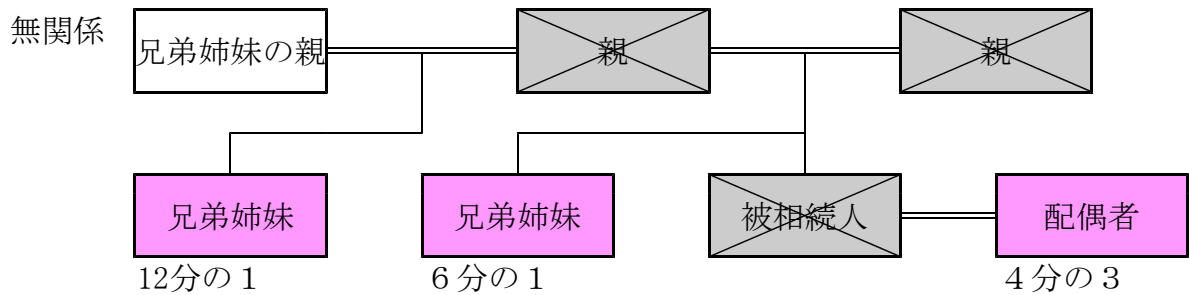 無関係
兄弟姉妹の親
親
親
兄弟姉妹
兄弟姉妹
被相続人
配偶者
12分の１
６分の１
４分の３